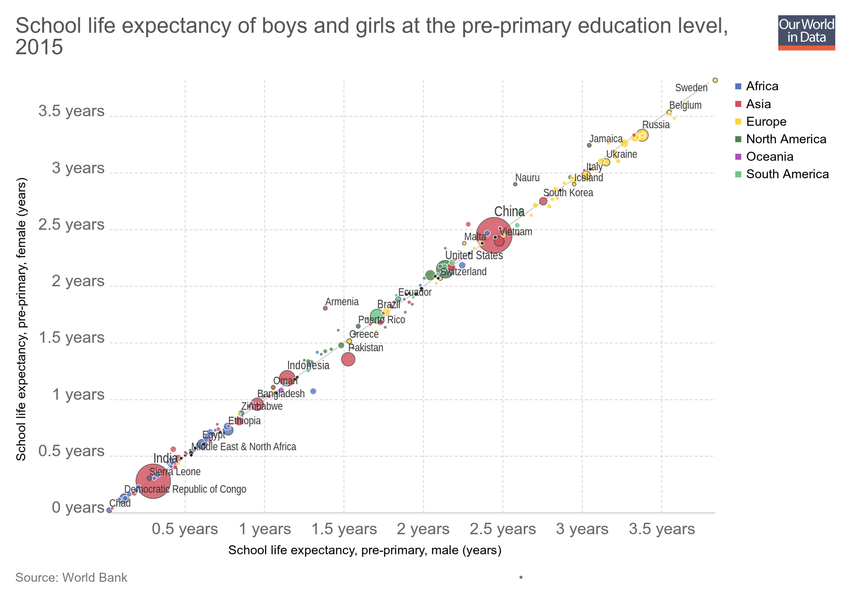 School life expectancy of boys and girls at the pre-primary education level,
2015
Our World
in Data
Sweden
3.5 years
Belgium
Russia
Jamaica
Ukraine
3 years
Italy
Iceland
Nauru
South Korea
China
2.5 years
Vietnam
Malta
United States
Switzerland
2 years
Ecuador
Armenia
Brazil
Puerto Rico
1.5 years
Greece
Pakistan
Indonesia
Oman
1 years
Bangladesh
Zimbabwe
Ethiopia
Egypt
Middle East & North Africa
0.5 years
India
Sierra Leone
Democratic Republic of Congo
Chad
0 years
0.5 years
1 years
1.5 years
2 years
2.5 years
3 years
3.5 years
School life expectancy, pre-primary, female (years)
School life expectancy, pre-primary, male (years)
Africa
Asia
Europe
North America
Oceania
South America
Source: World Bank